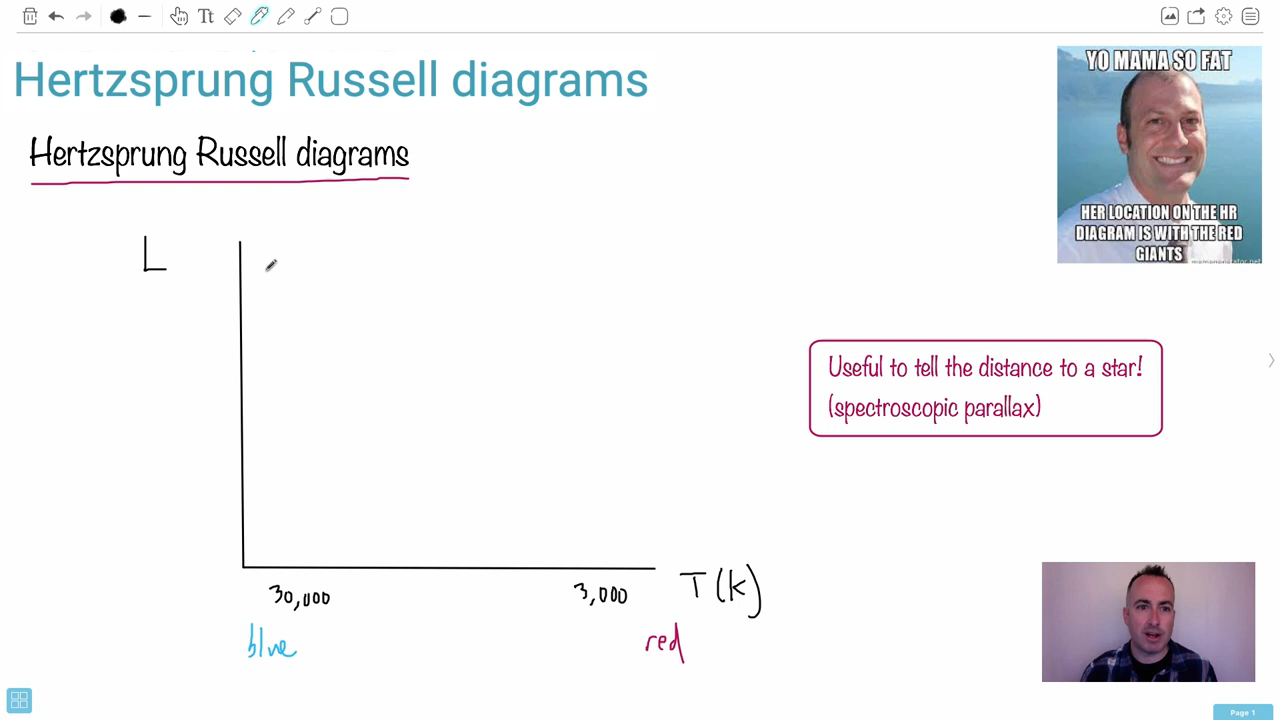 Tt
Hertzsprung Russell diagrams
Hertzsprung Russell diagrams
YO MAMA SO FAT
HER LOCATION ON THE HR
DIAGRAM IS WITH THE RED
GIANTS
L
Useful to tell the distance to a star!
(spectroscopic parallax)
30,000
3,000
T (K)
blue
red
Page 1